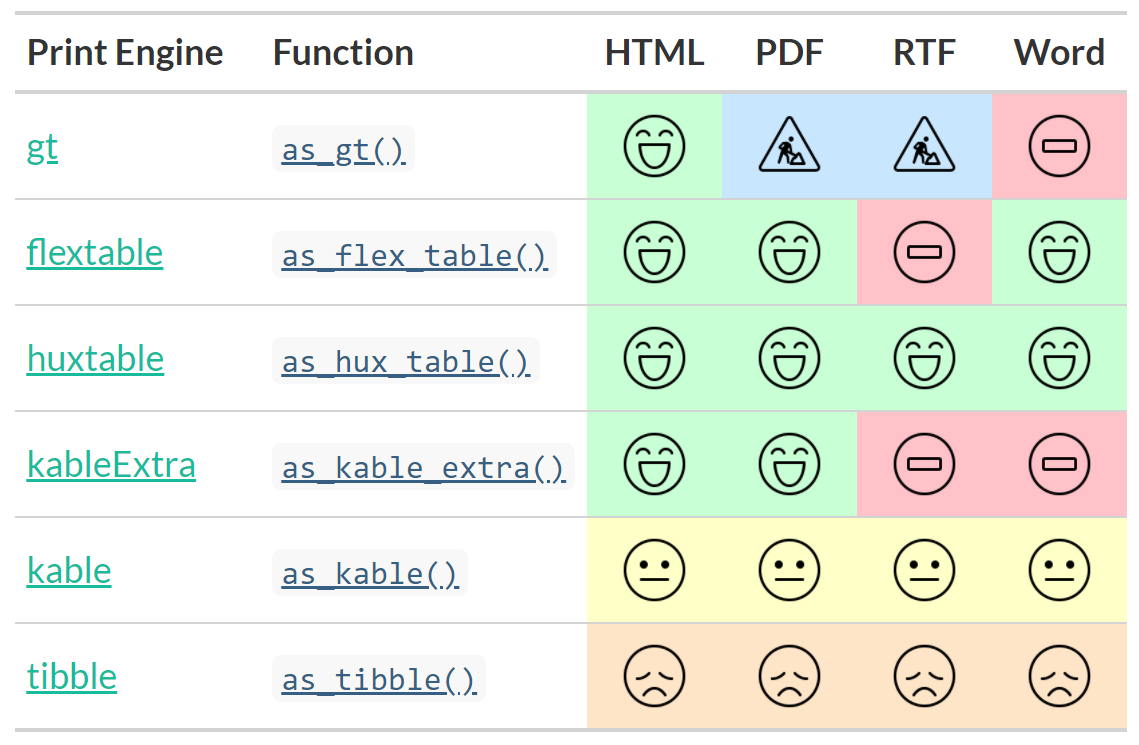 Print Engine Function HTML PDF RTF Word
gt as_gt()
flextable as_flex_table()
huxtable as_hux_table()
kableExtra as_kable_extra()
kable as_kable()
tibble as_tibble()